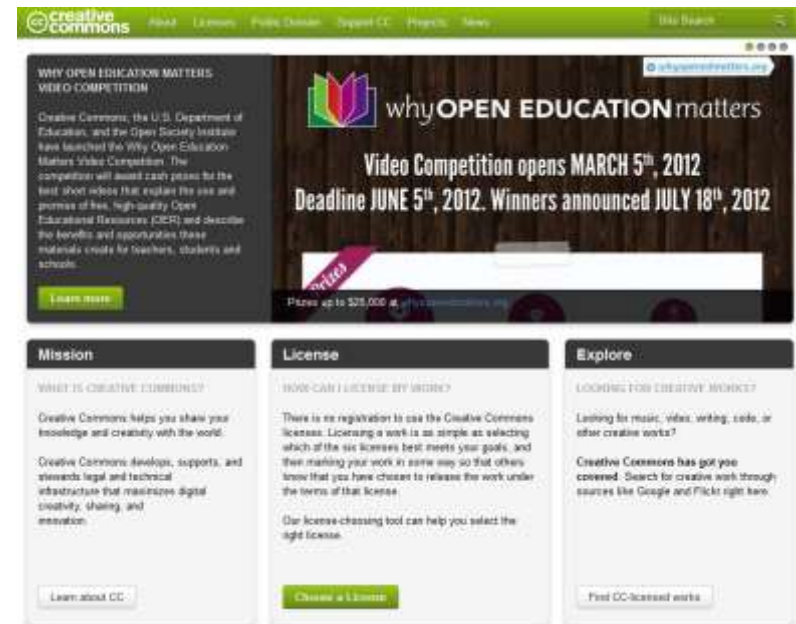 creative commons
About Licenses Public Domain Support CC Projects News Site Search
whyopenedmatters.org
WHY OPEN EDUCATION MATTERS
VIDEO COMPETITION
Creative Commons, the U.S. Department of
Education, and the Open Society Institute
have launched the Why Open Education
Matters Video Competition. The
competition will award cash prizes for the
best short videos that explain the use and
promise of free, high-quality Open
Educational Resources (OER) and describe
the benefits and opportunities these
materials create for teachers, students and
schools.
Learn more
whyOPEN EDUCATIONmatters
Video Competition opens MARCH 5th, 2012
Deadline JUNE 5th, 2012. Winners announced JULY 18th, 2012
Prizes
Prizes up to $25,000 at
Mission
WHAT IS CREATIVE COMMONS?
Creative Commons helps you share your
knowledge and creativity with the world.
Creative Commons develops, supports, and
stewards legal and technical
infrastructure that maximizes digital
creativity, sharing, and
innovation.
Learn about CC
License
HOW CAN I LICENSE MY WORK?
There is no registration to use the Creative Commons
licenses. Licensing a work is as simple as selecting
which of the six licenses best meets your goals, and
then marking your work in some way so that others
know that you have chosen to release the work under
the terms of that license.
Our license-choosing tool can help you select the
right license.
Choose a License
Explore
LOOKING FOR CREATIVE WORKS?
Looking for music, video, writing, code, or
other creative works?
Creative Commons has got you
covered. Search for creative work through
sources like Google and Flickr right here.
Find CC-licensed works